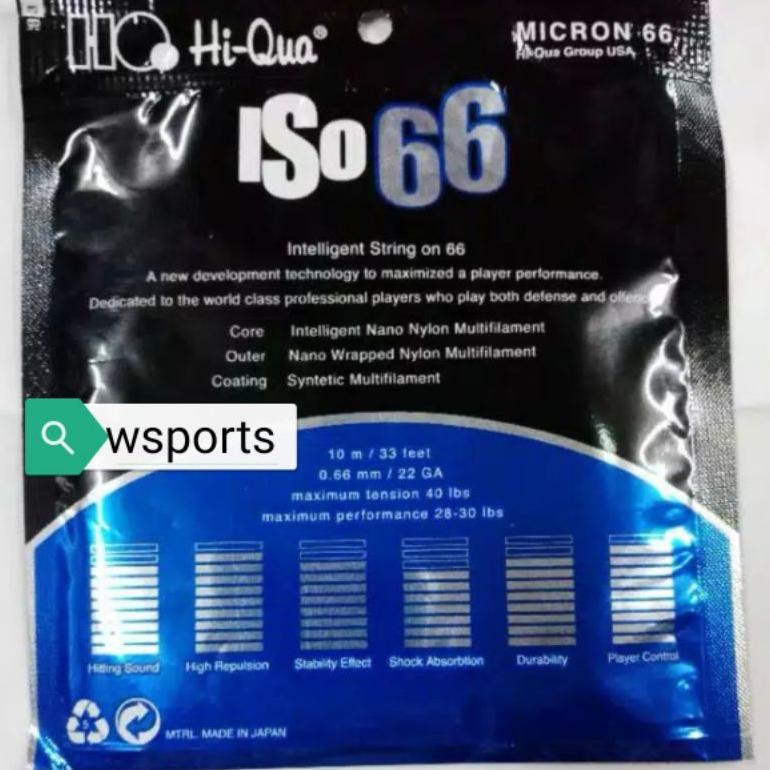 HQ Hi-Qua®
MICRON 66
Hi-Qua Group USA
ISo 66
Intelligent String on 66
A new development technology to maximized a player performance.
Dedicated to the world class professional players who play both defense and
Core Intelligent Nano Nylon Multifilament
Outer Nano Wrapped Nylon Multifilament
Coating Syntetic Multifilament
wsports
10 m / 33 feet
0.66 mm / 22 GA
maximum tension 40 lbs
maximum performance 28-30 lbs
Hitting Sound High Repulsion Stability Effect Shock Absorbtion Durability Player Control
5
MTRL. MADE IN JAPAN